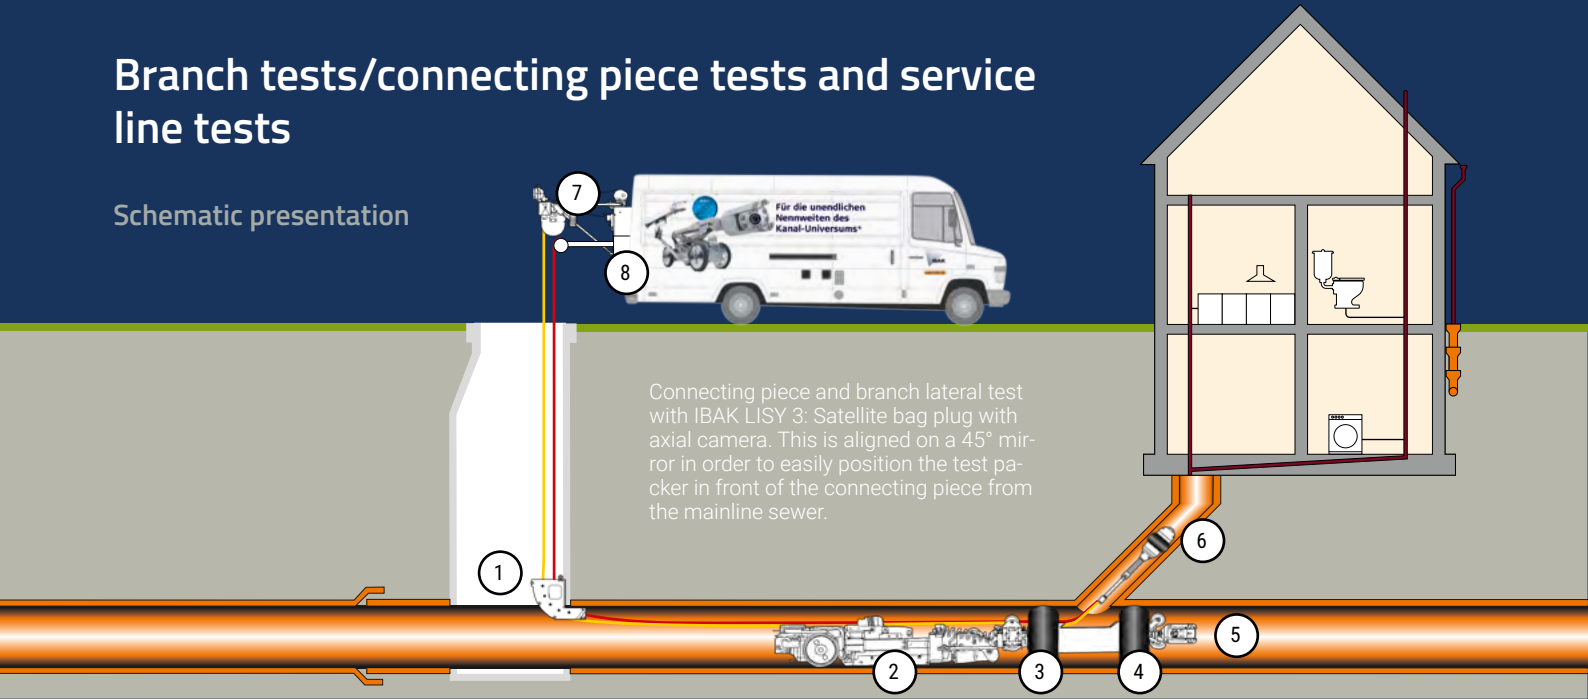 Branch tests/connecting piece tests and service
line tests
Schematic presentation
7
Für die unendlichen
Nennweiten des
Kanal-Universums*
8
IBAK
Connecting piece and branch lateral test
with IBAK LISY 3: Satellite bag plug with
axial camera. This is aligned on a 45° mir-
ror in order to easily position the test pa-
cker in front of the connecting piece from
the mainline sewer.
6
1
5
2
3
4